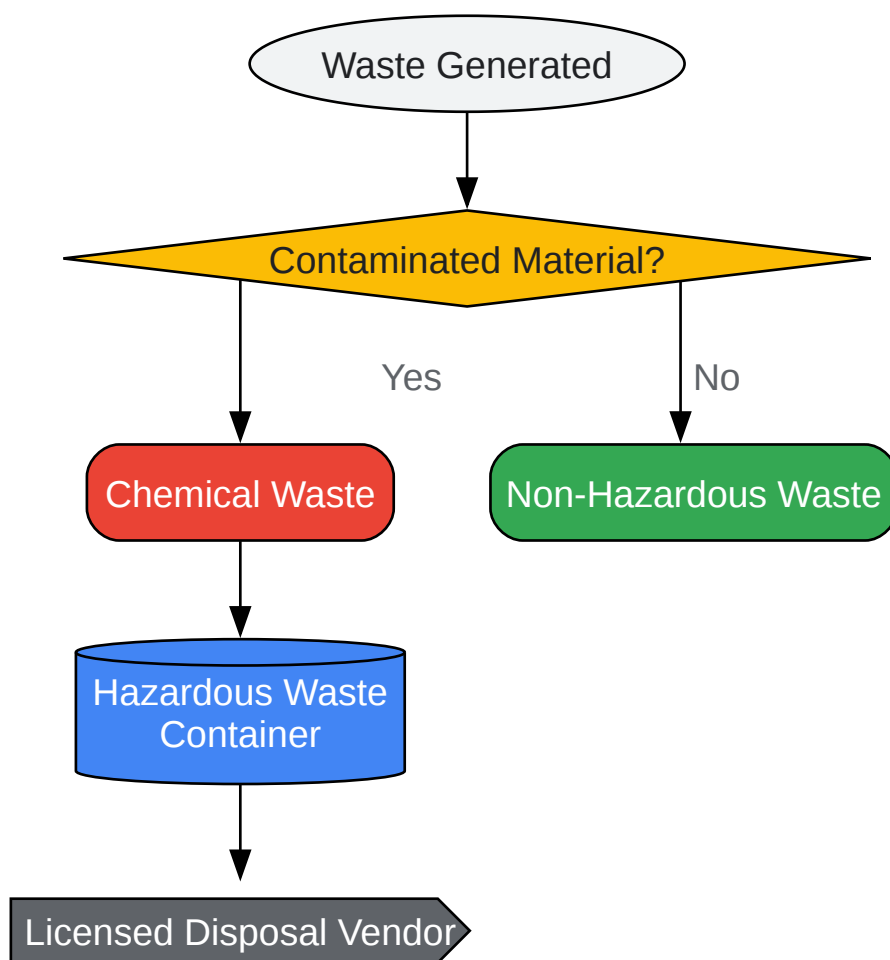 Waste Generated
Contaminated Material?
Yes
No
Chemical Waste
Non-Hazardous Waste
Hazardous Waste
Container
Licensed Disposal Vendor